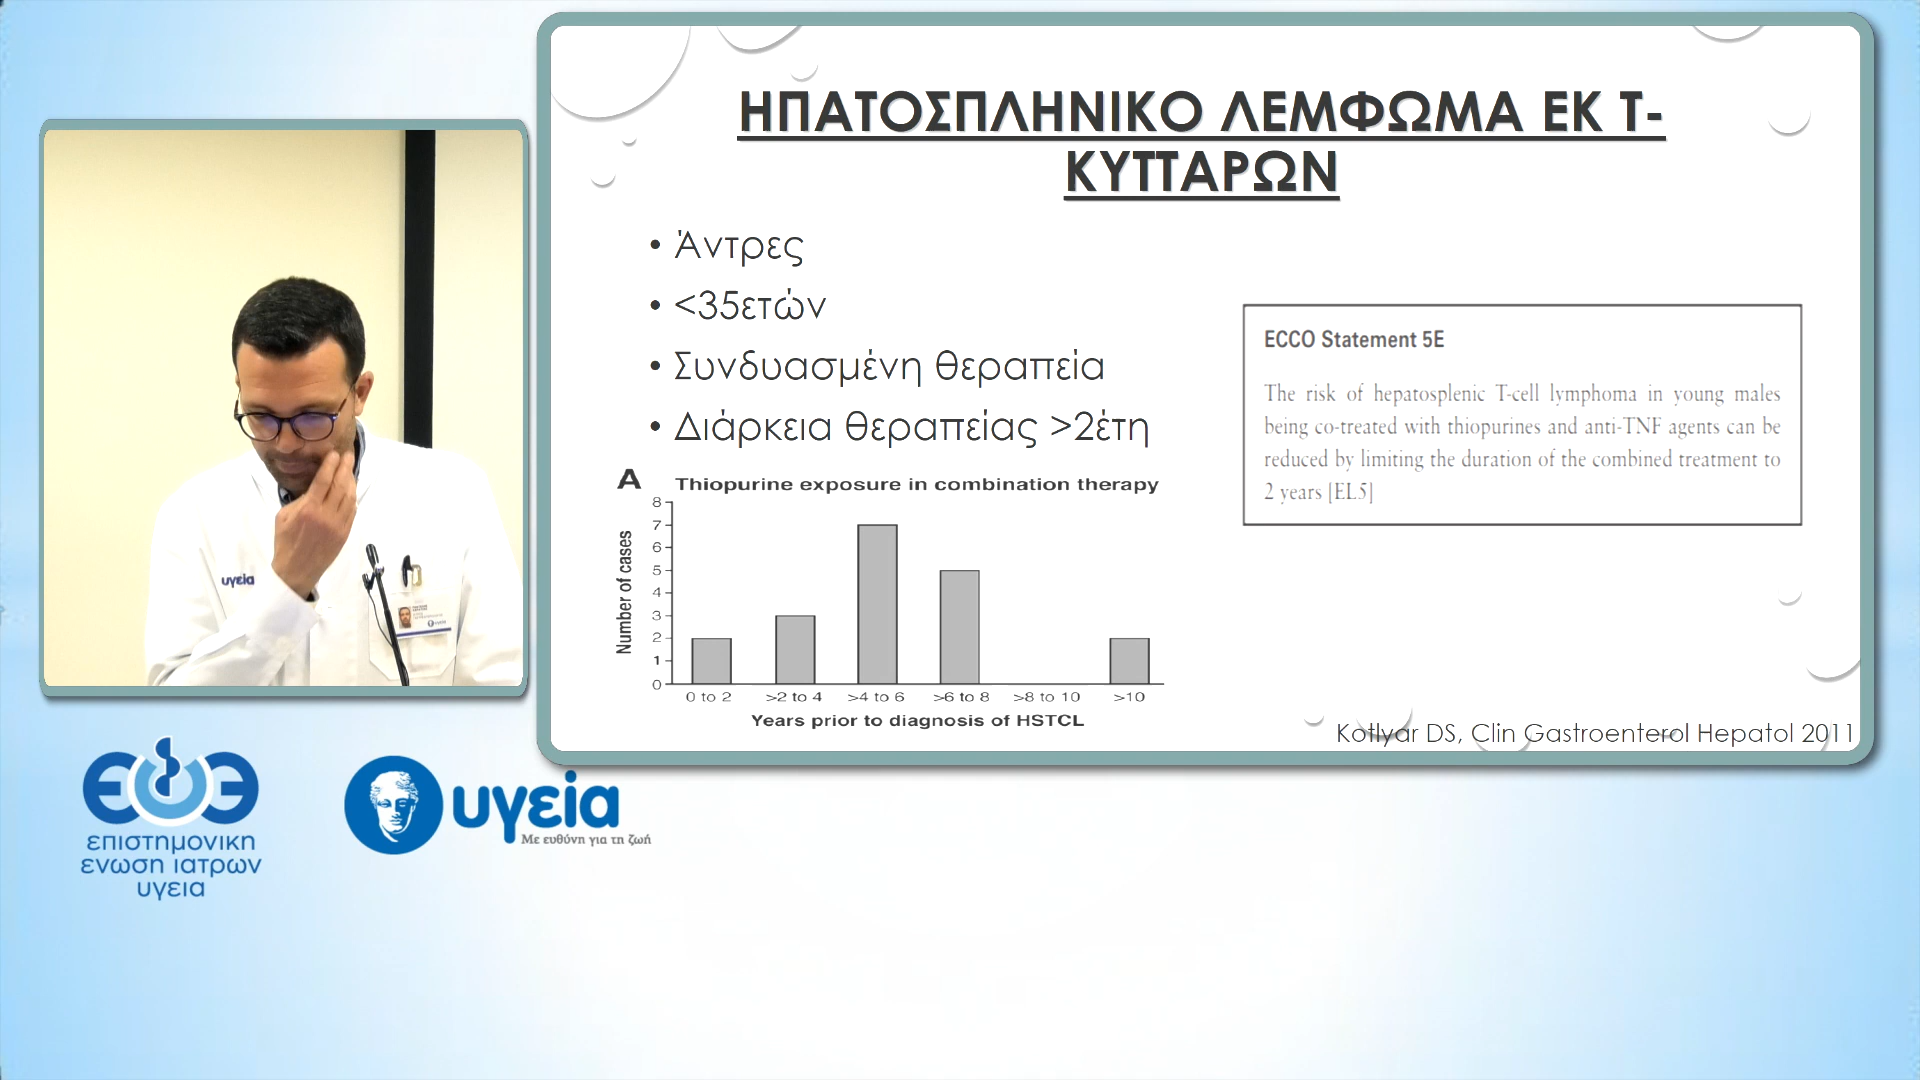 ΗΠΑΤΟΣΠΛΗΝΙΚΟ ΛΕΜΦΩΜΑ ΕΚ Τ-
ΚΥΤΤΑΡΩΝ
• Άντρες
• <35ετών
• Συνδυασμένη θεραπεία
• Διάρκεια θεραπείας >2έτη
ECCO Statement 5E
The risk of hepatosplenic T-cell lymphoma in young males
being co-treated with thiopurines and anti-TNF agents can be
reduced by limiting the duration of the combined treatment to
2 years [EL5]
A Thiopurine exposure in combination therapy
Number of cases
8
7
6
5
4
3
2
1
0
0 to 2 >2 to 4 >4 to 6 >6 to 8 >8 to 10 >10
Years prior to diagnosis of HSTCL
Kotlyar DS, Clin Gastroenterol Hepatol 2011
υγεία
υγεία
επιστημονικη
ενωση ιατρων
υγεια
υγεία
Με ευθύνη για τη ζωή